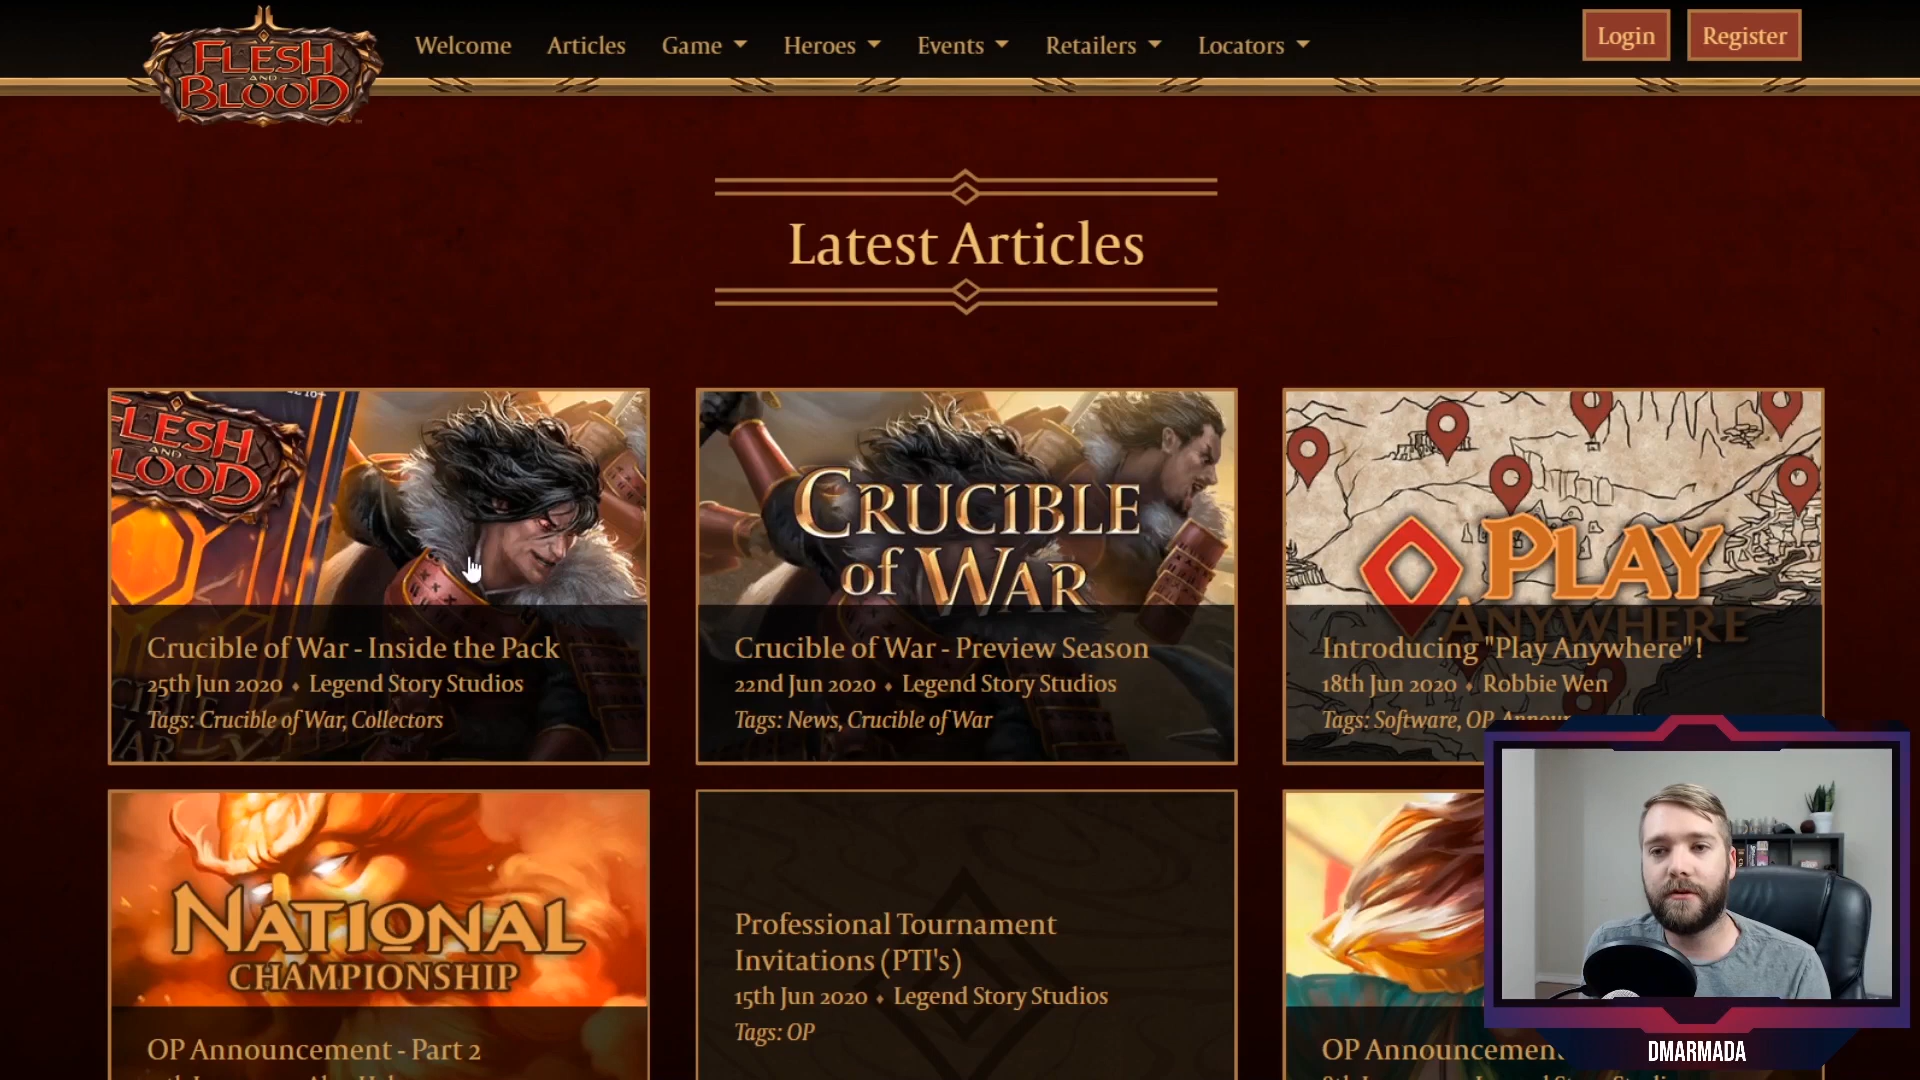 FLESH
AND
BLOOD
Welcome
Articles
Game
Heroes
Events
Retailers
Locators
Login
Register
Latest Articles
FLESH
AND
LOOD
Crucible of War - Inside the Pack
25th Jun 2020 ♦ Legend Story Studios
Tags: Crucible of War, Collectors
CRUCIBLE
of WAR
Crucible of War - Preview Season
22nd Jun 2020 ♦ Legend Story Studios
Tags: News, Crucible of War
PLAY
ANYWHERE
Introducing "Play Anywhere"!
18th Jun 2020 ♦ Robbie Wen
Tags: Software, OP,
NATIONAL
CHAMPIONSHIP
OP Announcement - Part 2
Professional Tournament
Invitations (PTI's)
15th Jun 2020 ♦ Legend Story Studios
Tags: OP
OP Announcemen
DMARMADA